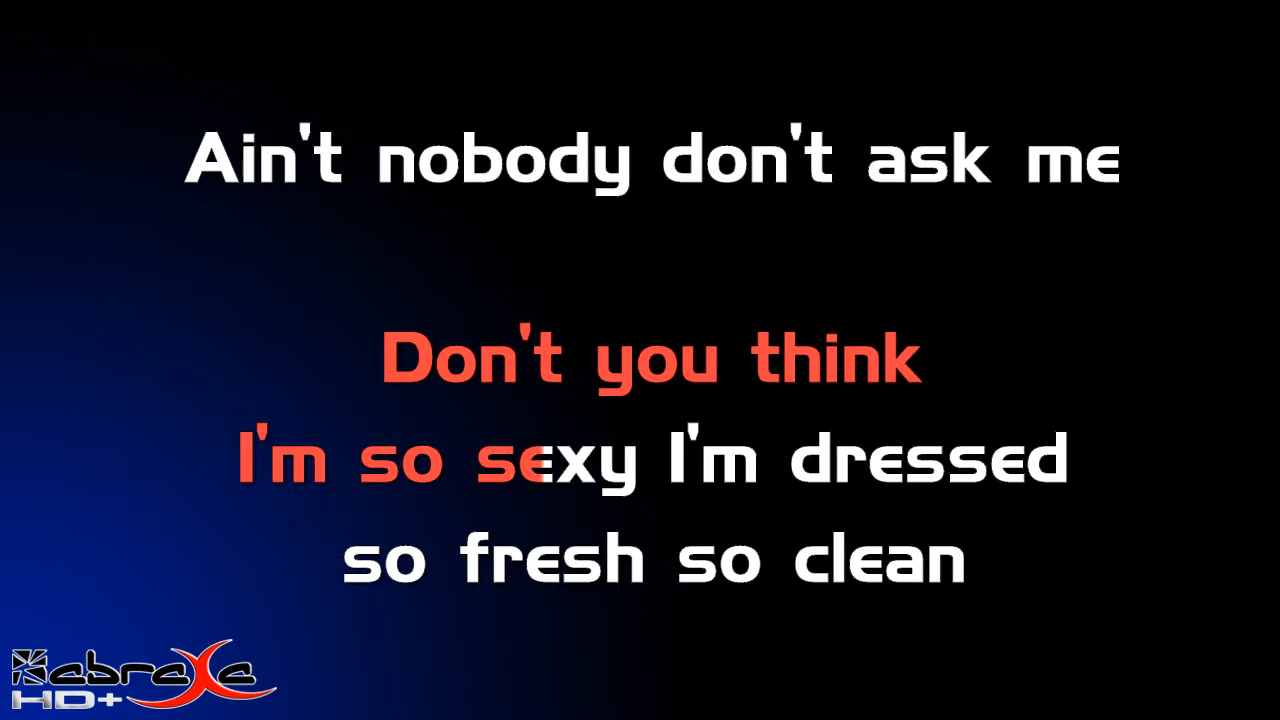 Ain't nobody don't ask me
Don't you think
I'm so sexy I'm dressed
so fresh so clean
HD+